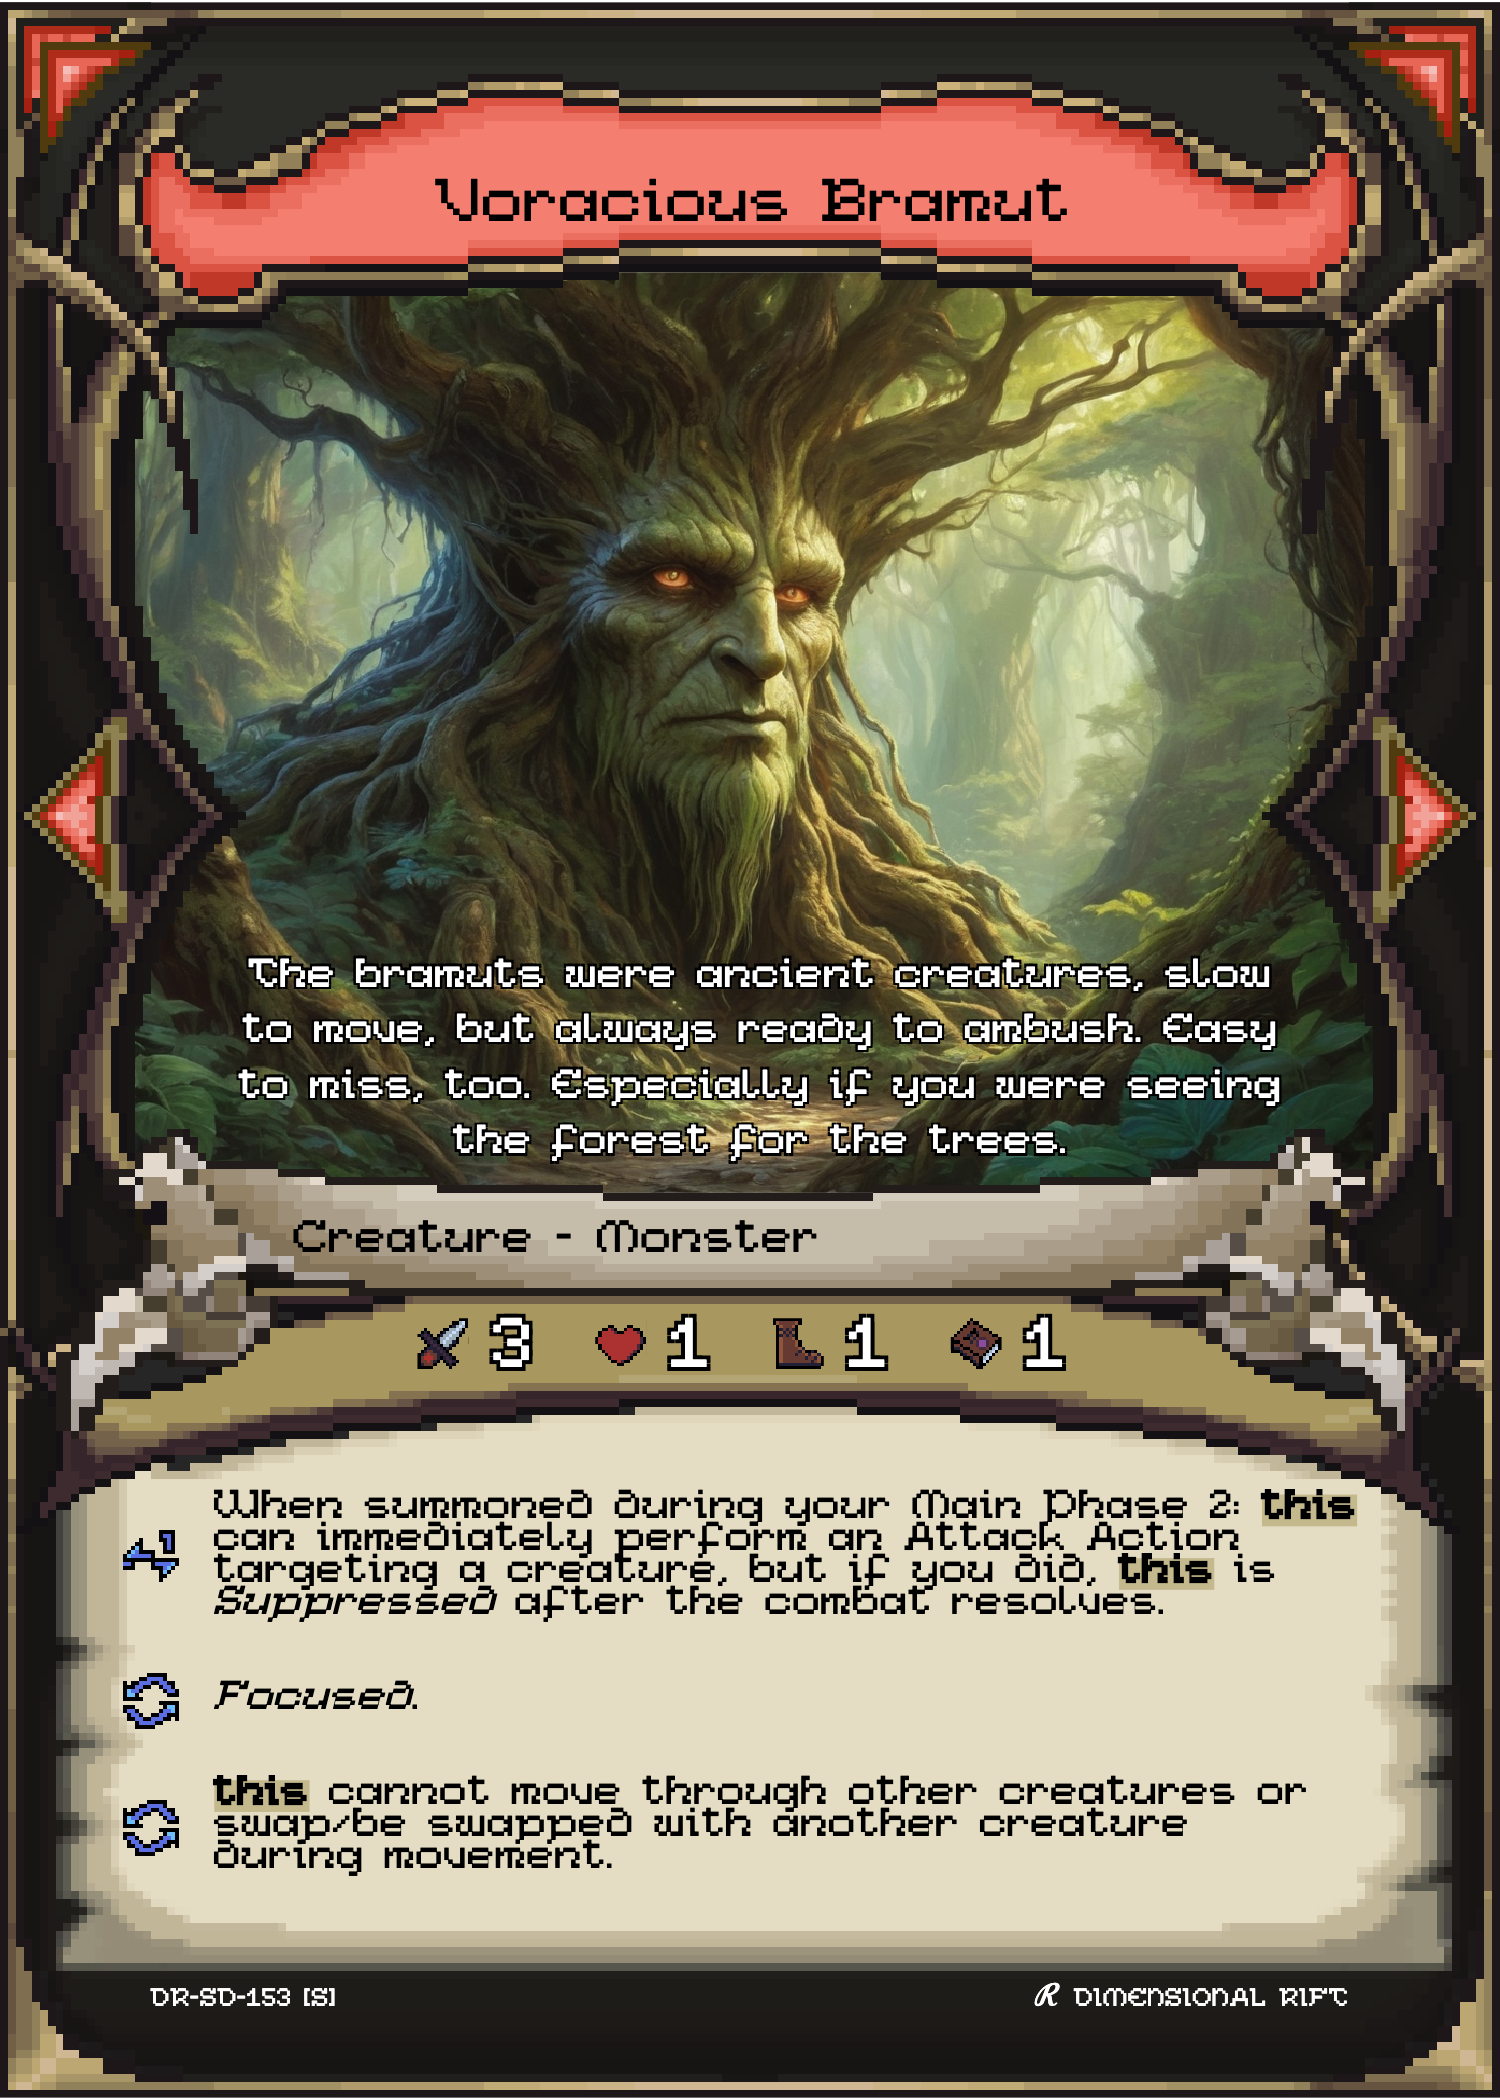 Voracious Bramut
The bramuts were ancient creatures, slow
to move, but always ready to ambush. Easy
to miss, too. Especially if you were seeing
the forest for the trees.
Creature - Monster
3 1 1 1
When summoned during your Main Phase 2: this
can immediately perform an Attack Action
targeting a creature, but if you did, this is
Suppressed after the combat resolves.
Focused.
this cannot move through other creatures or
swap/be swapped with another creature
during movement.
DR-SD-153 [S]
R DIMENSIONAL RIFT